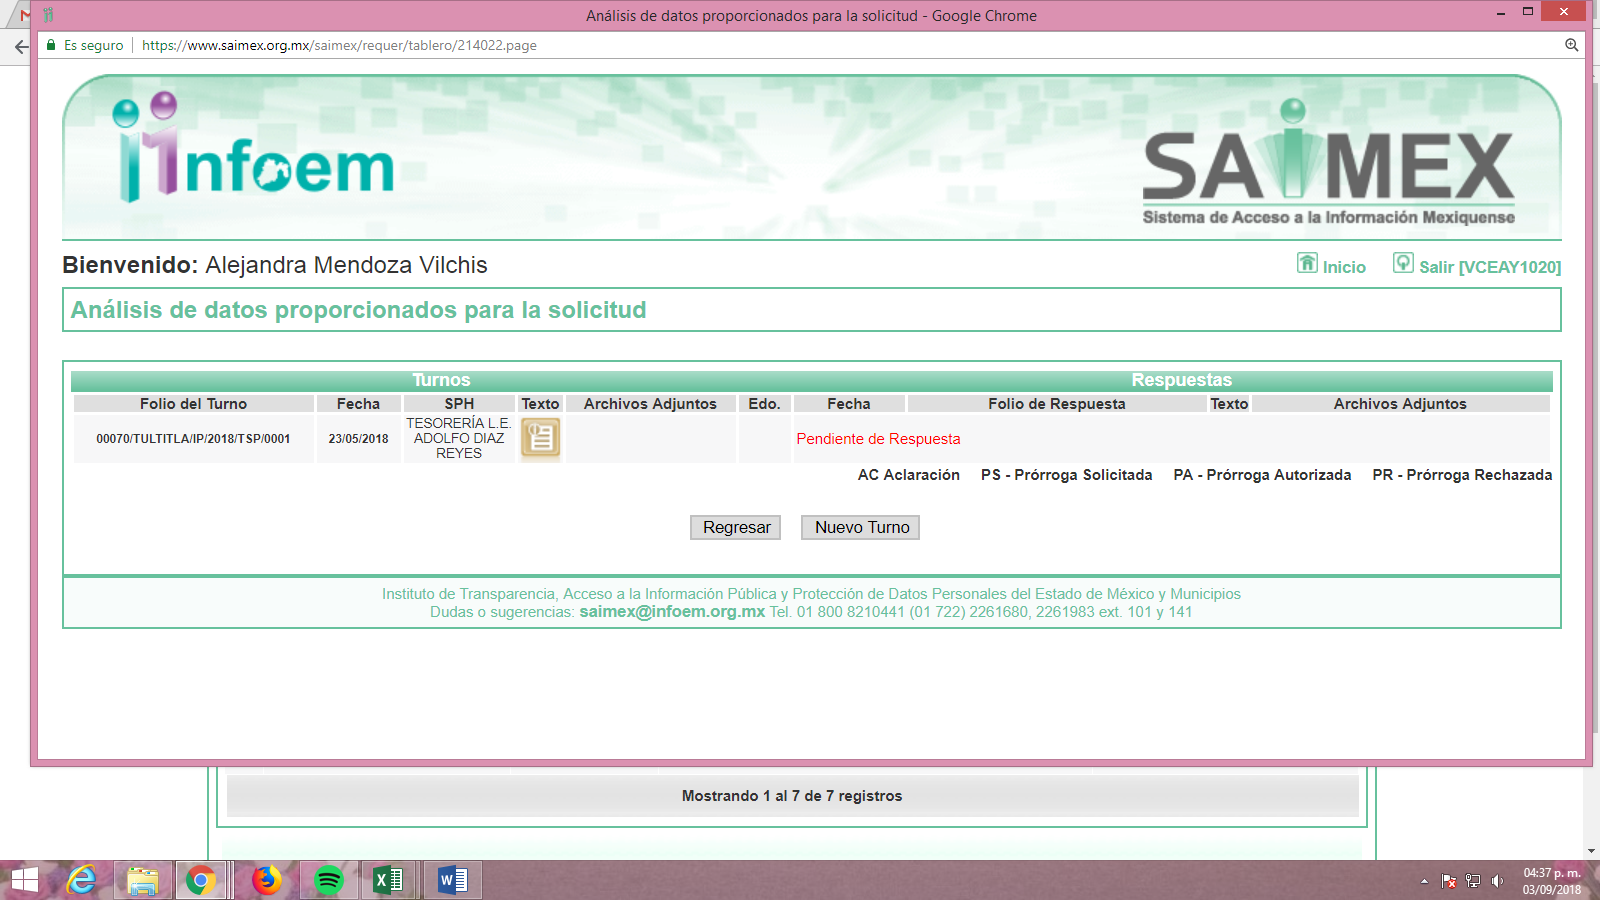 Análisis de datos proporcionados para la solicitud - Google Chrome
Es seguro | https://www.saimex.org.mx/saimex/requer/tablero/214022.page
infoem
SAIMEX
Sistema de Acceso a la Información Mexiquense
Bienvenido: Alejandra Mendoza Vilchis
Inicio Salir [VCEAY1020]
Análisis de datos proporcionados para la solicitud
Turnos Respuestas
Folio del Turno Fecha SPH Texto Archivos Adjuntos Edo. Fecha Folio de Respuesta Texto Archivos Adjuntos
00070/TULTITLA/IP/2018/TSP/0001 23/05/2018 TESORERÍA L.E. ADOLFO DIAZ REYES Pendiente de Respuesta
AC Aclaración PS - Prórroga Solicitada PA - Prórroga Autorizada PR - Prórroga Rechazada
Regresar Nuevo Turno
Instituto de Transparencia, Acceso a la Información Pública y Protección de Datos Personales del Estado de México y Municipios
Dudas o sugerencias: saimex@infoem.org.mx Tel. 01 800 8210441 (01 722) 2261680, 2261983 ext. 101 y 141
Mostrando 1 al 7 de 7 registros
04:37 p. m.
03/09/2018